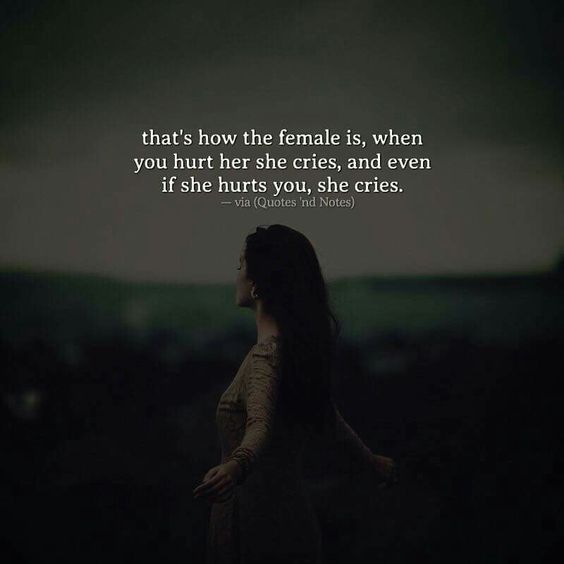 that's how the female is, when
you hurt her she cries, and even
if she hurts you, she cries.
— via (Quotes 'nd Notes)